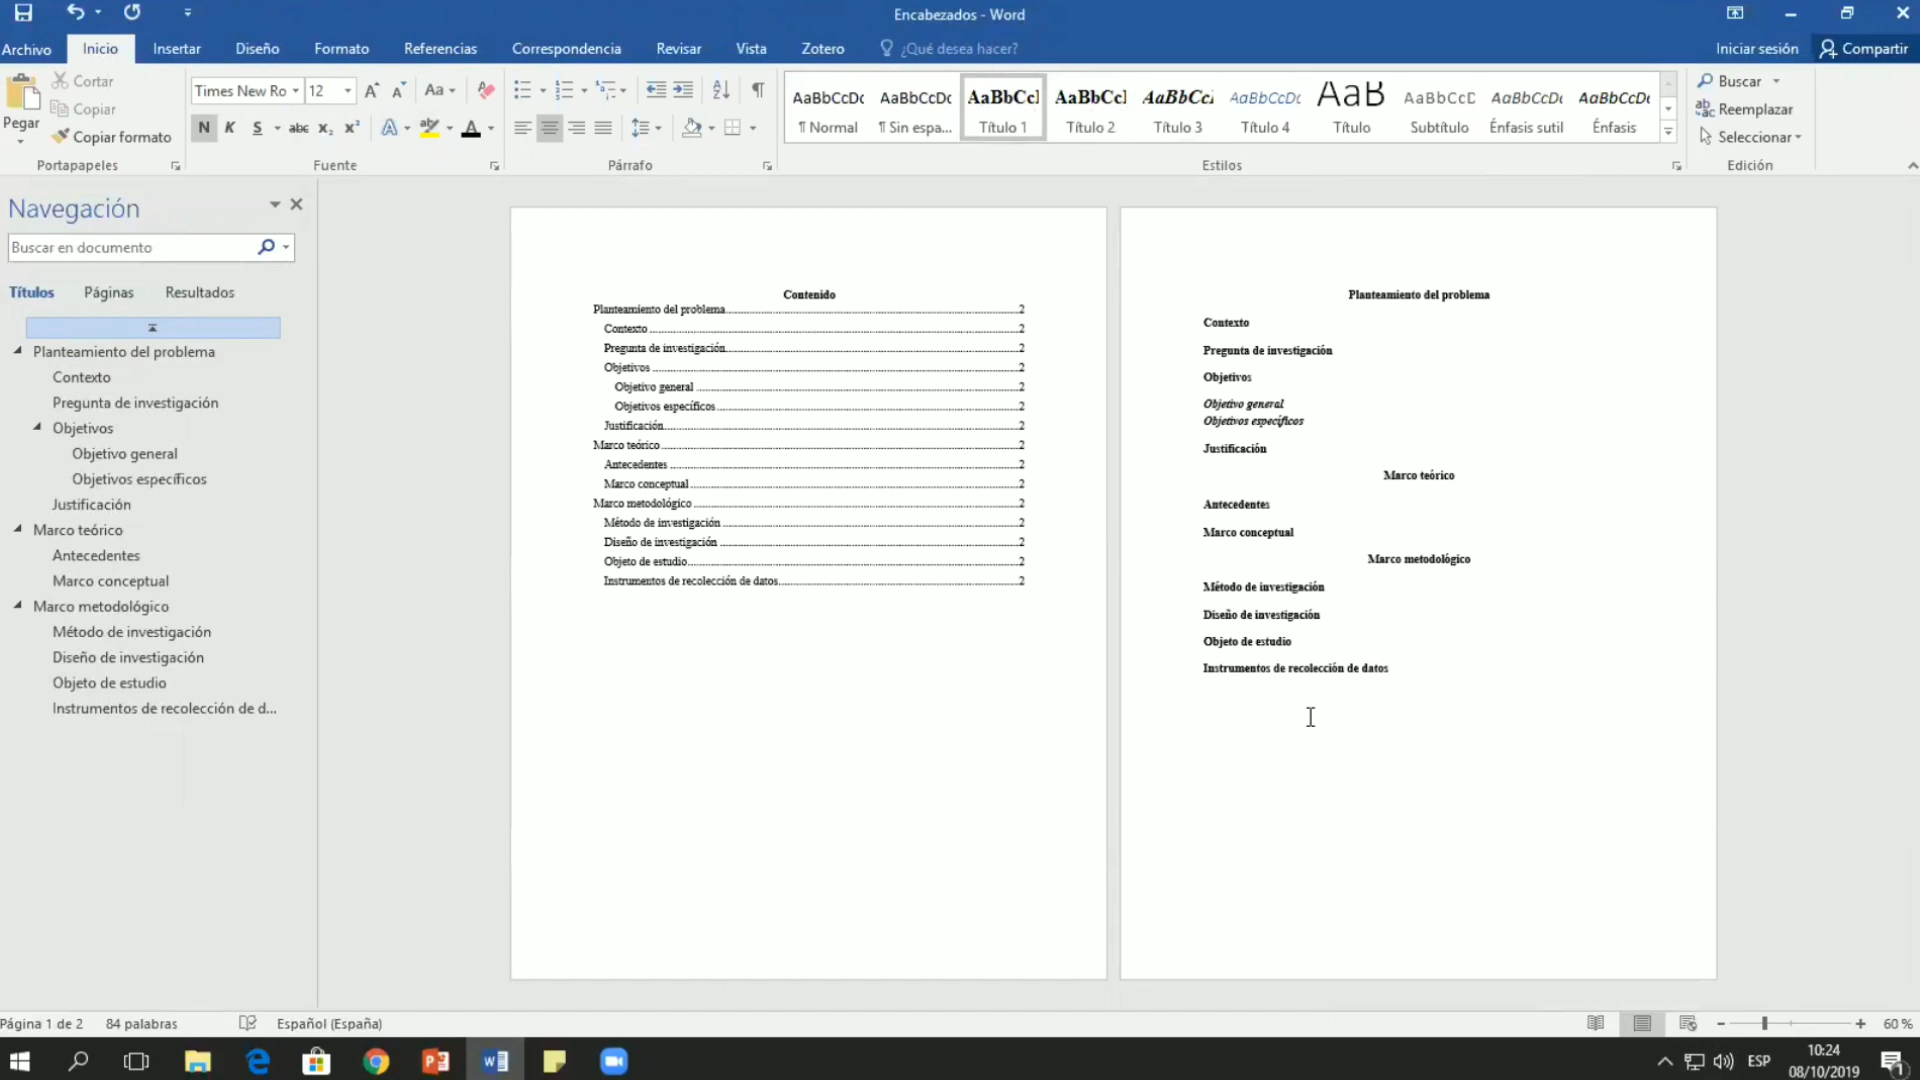 Encabezados - Word
Archivo Inicio Insertar Diseño Formato Referencias Correspondencia Revisar Vista Zotero ¿Qué desea hacer? Iniciar sesión Compartir
Pegar
Cortar
Copiar
Copiar formato
Portapapeles
Times New Ro 12
Aa
N K S abc x₂ x²
Fuente
Párrafo
AaBbCcDc AaBbCcDc AaBbCcl AaBbCcl AaBbCcl AaBbCcDc AaB AaBbCcD AaBbCcDc AaBbCcDc
¶ Normal ¶ Sin espa... Título 1 Título 2 Título 3 Título 4 Título Subtítulo Énfasis sutil Énfasis
Estilos
Buscar
Reemplazar
Seleccionar
Edición
Navegación
Buscar en documento
Títulos Páginas Resultados
Planteamiento del problema
Contexto
Pregunta de investigación
Objetivos
Objetivo general
Objetivos específicos
Justificación
Marco teórico
Antecedentes
Marco conceptual
Marco metodológico
Método de investigación
Diseño de investigación
Objeto de estudio
Instrumentos de recolección de d...
Contenido
Planteamiento del problema 2
Contexto 2
Pregunta de investigación 2
Objetivos 2
Objetivo general 2
Objetivos específicos 2
Justificación 2
Marco teórico 2
Antecedentes 2
Marco conceptual 2
Marco metodológico 2
Método de investigación 2
Diseño de investigación 2
Objeto de estudio 2
Instrumentos de recolección de datos 2
Planteamiento del problema
Contexto
Pregunta de investigación
Objetivos
Objetivo general
Objetivos específicos
Justificación
Marco teórico
Antecedentes
Marco conceptual
Marco metodológico
Método de investigación
Diseño de investigación
Objeto de estudio
Instrumentos de recolección de datos
Página 1 de 2 84 palabras Español (España) 60 %
ESP
10:24
08/10/2019